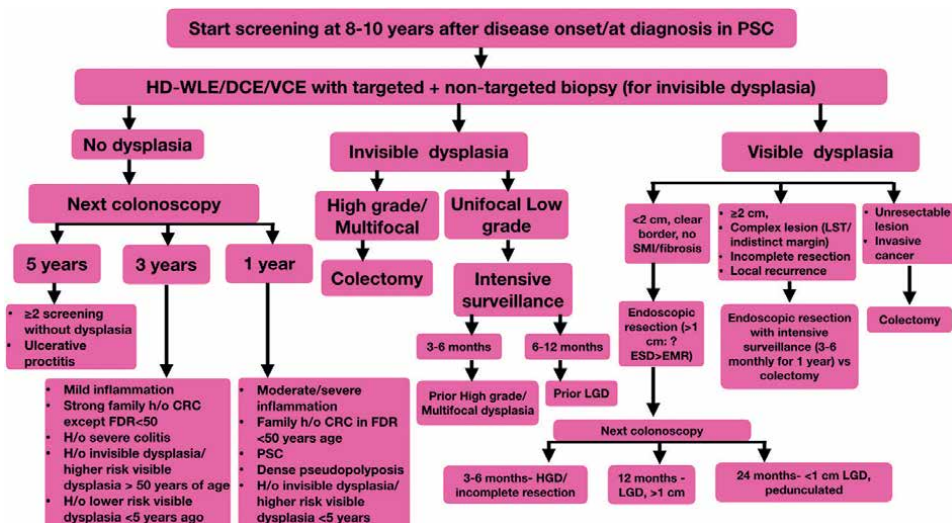 Start screening at 8-10 years after disease onset/at diagnosis in PSC
HD-WLE/DCE/VCE with targeted + non-targeted biopsy (for invisible dysplasia)
No dysplasia
Invisible dysplasia
Visible dysplasia
Next colonoscopy
5 years
3 years
1 year
• ≥2 screening
without dysplasia
• Ulcerative
proctitis
• Mild inflammation
• Strong family h/o CRC
except FDR<50
• H/o severe colitis
• H/o invisible dysplasia/
higher risk visible
dysplasia > 50 years of age
• H/o lower risk visible
dysplasia <5 years ago
• Moderate/severe
inflammation
• Family h/o CRC in FDR
<50 years age
• PSC
• Dense pseudopolyposis
• H/o invisible dysplasia/
higher risk visible
dysplasia <5 years
High grade/
Multifocal
Colectomy
Unifocal Low
grade
Intensive
surveillance
3-6 months
6-12 months
Prior High grade/
Multifocal dysplasia
Prior LGD
<2 cm, clear
border, no
SMI/fibrosis
• ≥2 cm,
• Complex lesion (LST/
indistinct margin)
• Incomplete resection
• Local recurrence
• Unresectable
lesion
• Invasive
cancer
Endoscopic
resection (>1
cm: ?
ESD>EMR)
Endoscopic resection
with intensive
surveillance (3-6
monthly for 1 year) vs
colectomy
Colectomy
Next colonoscopy
3-6 months- HGD/
incomplete resection
12 months -
LGD, >1 cm
24 months- <1 cm LGD,
pedunculated